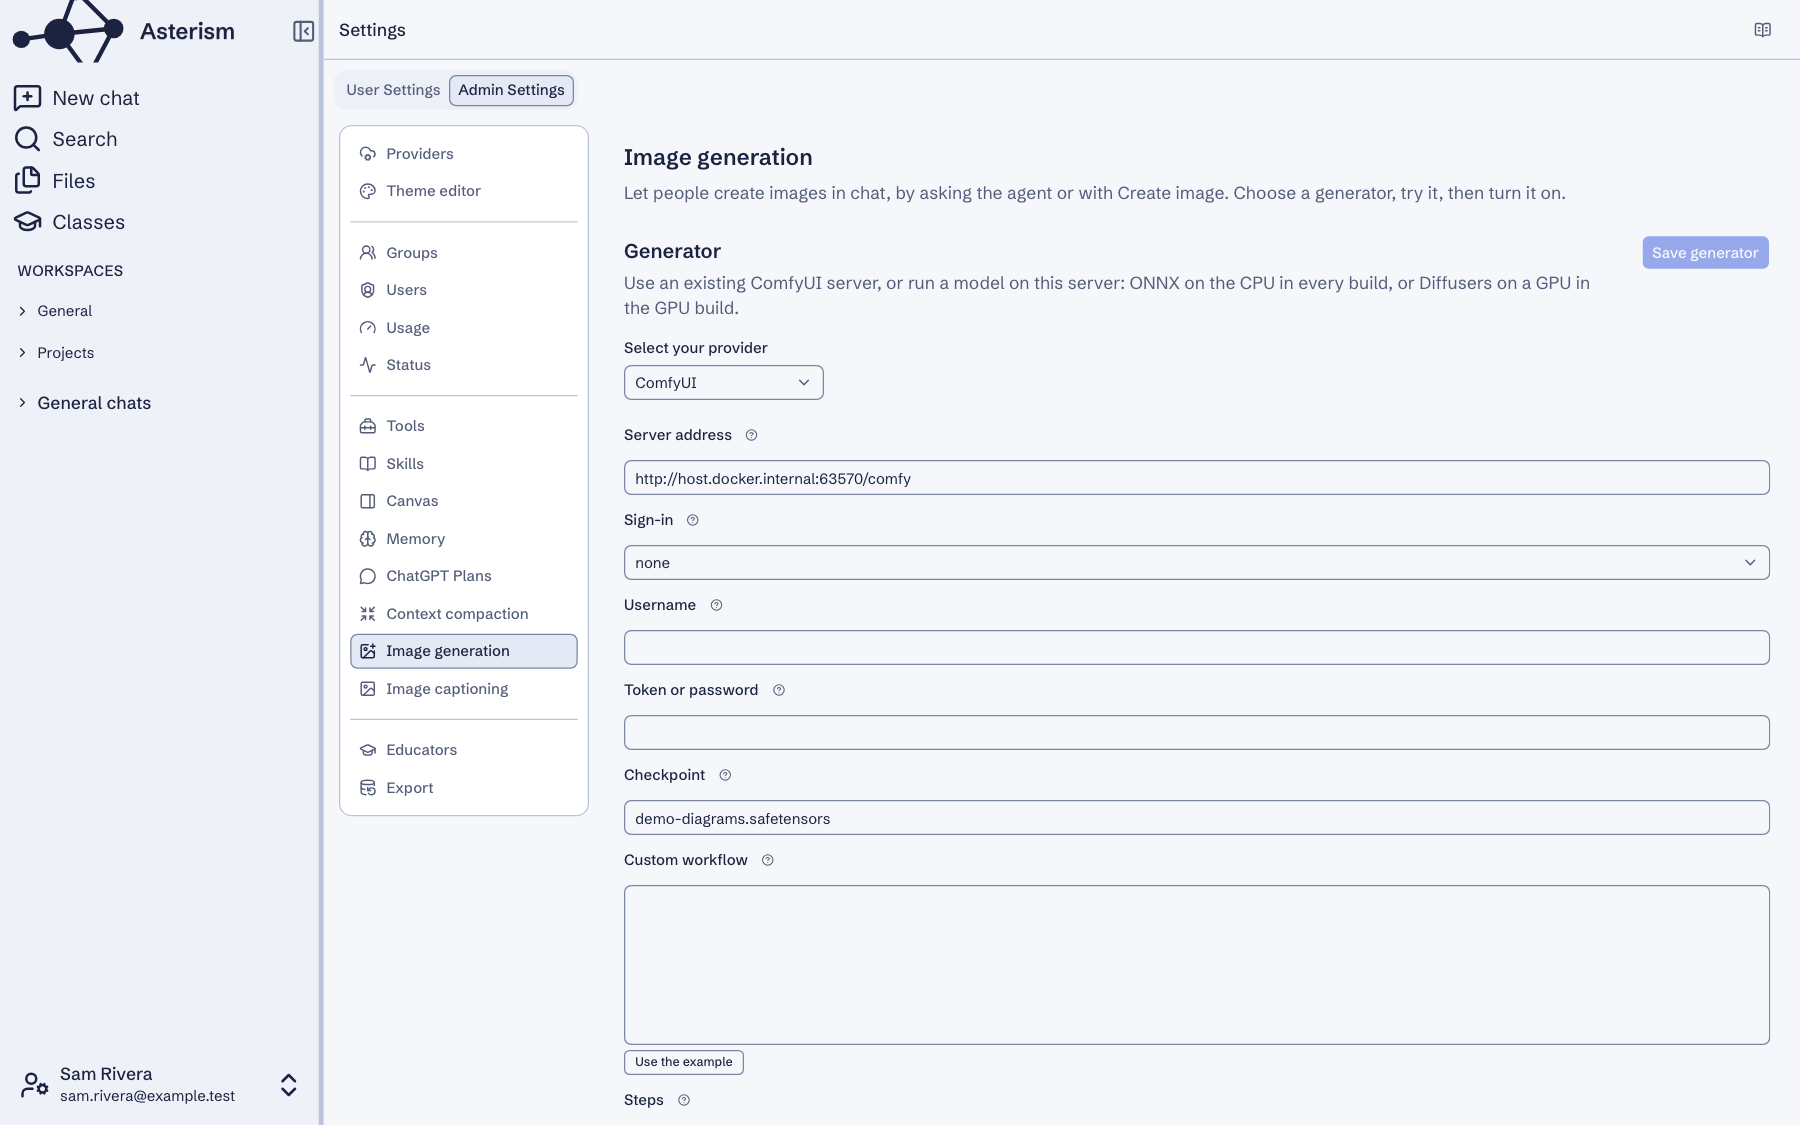 Asterism
New chat
Search
Files
Classes
WORKSPACES
General
Projects
General chats
Sam Rivera
sam.rivera@example.test
Settings
User Settings
Admin Settings
Providers
Theme editor
Groups
Users
Usage
Status
Tools
Skills
Canvas
Memory
ChatGPT Plans
Context compaction
Image generation
Image captioning
Educators
Export
Image generation
Let people create images in chat, by asking the agent or with Create image. Choose a generator, try it, then turn it on.
Generator
Save generator
Use an existing ComfyUI server, or run a model on this server: ONNX on the CPU in every build, or Diffusers on a GPU in
the GPU build.
Select your provider
ComfyUI
Server address
http://host.docker.internal:63570/comfy
Sign-in
none
Username
Token or password
Checkpoint
demo-diagrams.safetensors
Custom workflow
Use the example
Steps